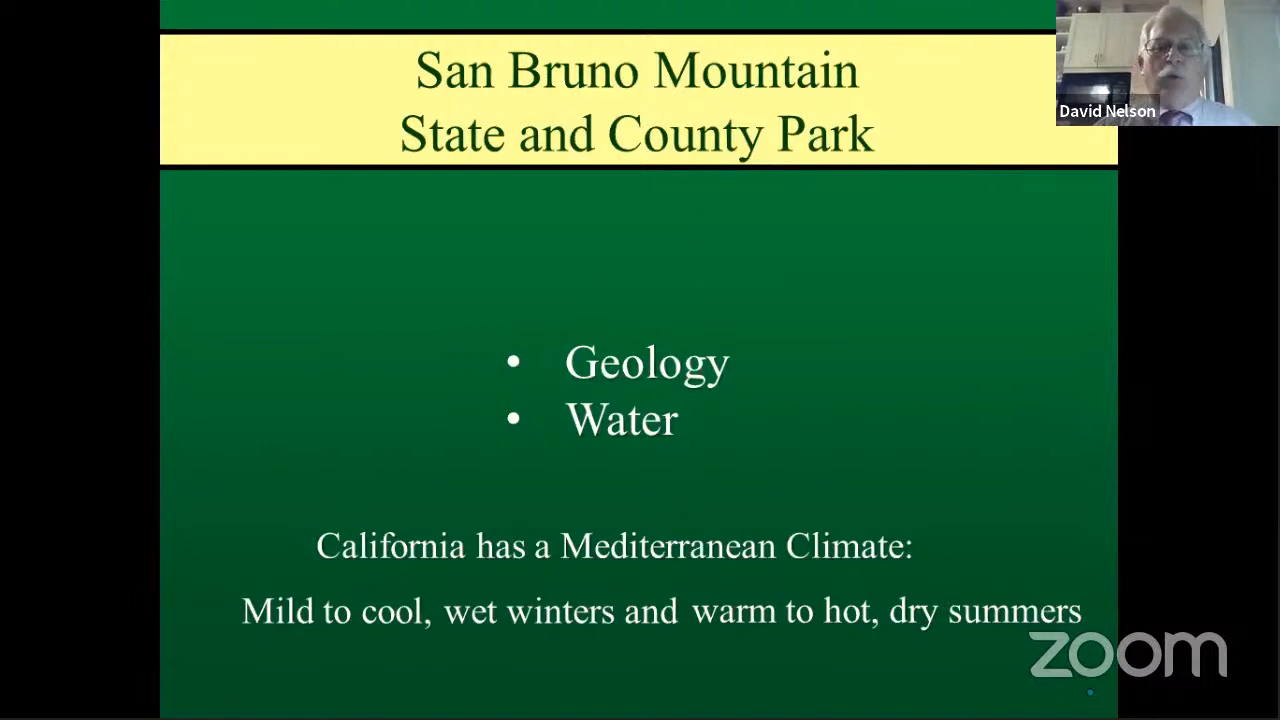 San Bruno Mountain
State and County Park
David Nelson
• Geology
• Water
California has a Mediterranean Climate:
Mild to cool, wet winters and warm to hot, dry summers
zoom